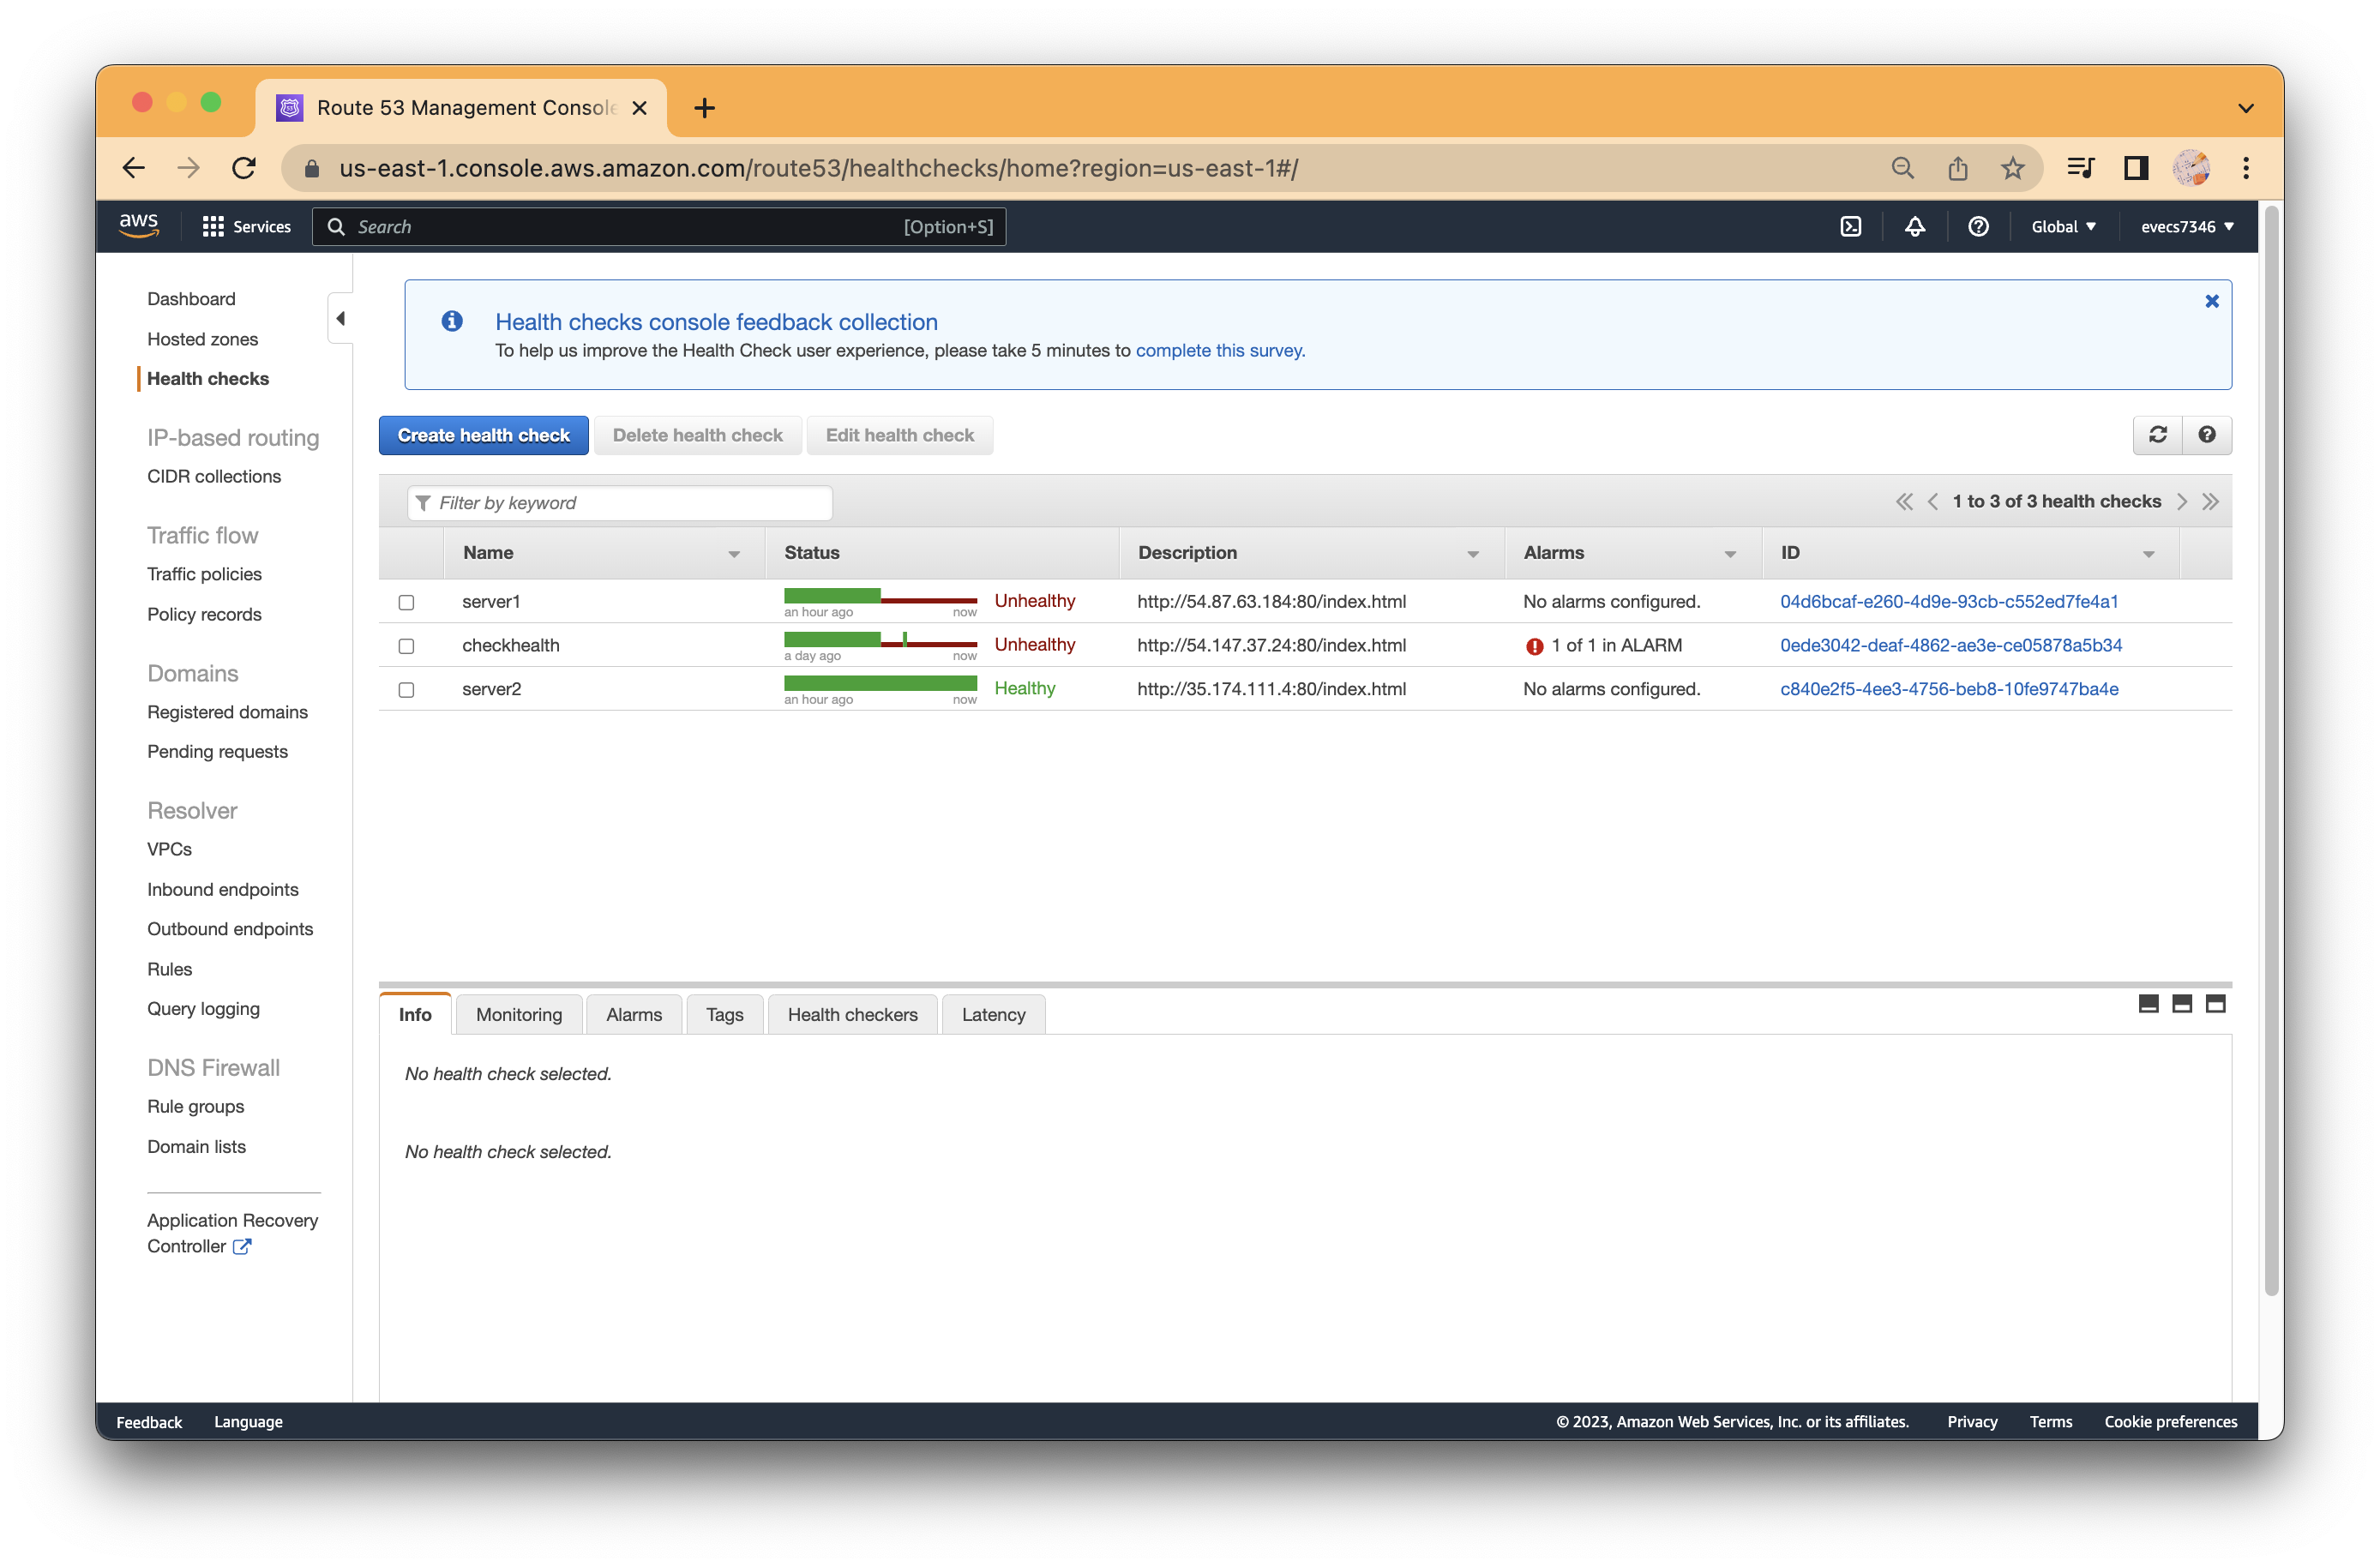 Route 53 Management Console
us-east-1.console.aws.amazon.com/route53/healthchecks/home?region=us-east-1#/
aws Services Search [Option+S] Global evecs7346
Dashboard
Hosted zones
Health checks
IP-based routing
CIDR collections
Traffic flow
Traffic policies
Policy records
Domains
Registered domains
Pending requests
Resolver
VPCs
Inbound endpoints
Outbound endpoints
Rules
Query logging
DNS Firewall
Rule groups
Domain lists
Application Recovery
Controller
Health checks console feedback collection
To help us improve the Health Check user experience, please take 5 minutes to complete this survey.
Create health check Delete health check Edit health check
Filter by keyword 1 to 3 of 3 health checks
Name Status Description Alarms ID
server1 an hour ago now Unhealthy http://54.87.63.184:80/index.html No alarms configured. 04d6bcaf-e260-4d9e-93cb-c552ed7fe4a1
checkhealth a day ago now Unhealthy http://54.147.37.24:80/index.html 1 of 1 in ALARM 0ede3042-deaf-4862-ae3e-ce05878a5b34
server2 an hour ago now Healthy http://35.174.111.4:80/index.html No alarms configured. c840e2f5-4ee3-4756-beb8-10fe9747ba4e
Info Monitoring Alarms Tags Health checkers Latency
No health check selected.
No health check selected.
Feedback Language © 2023, Amazon Web Services, Inc. or its affiliates. Privacy Terms Cookie preferences